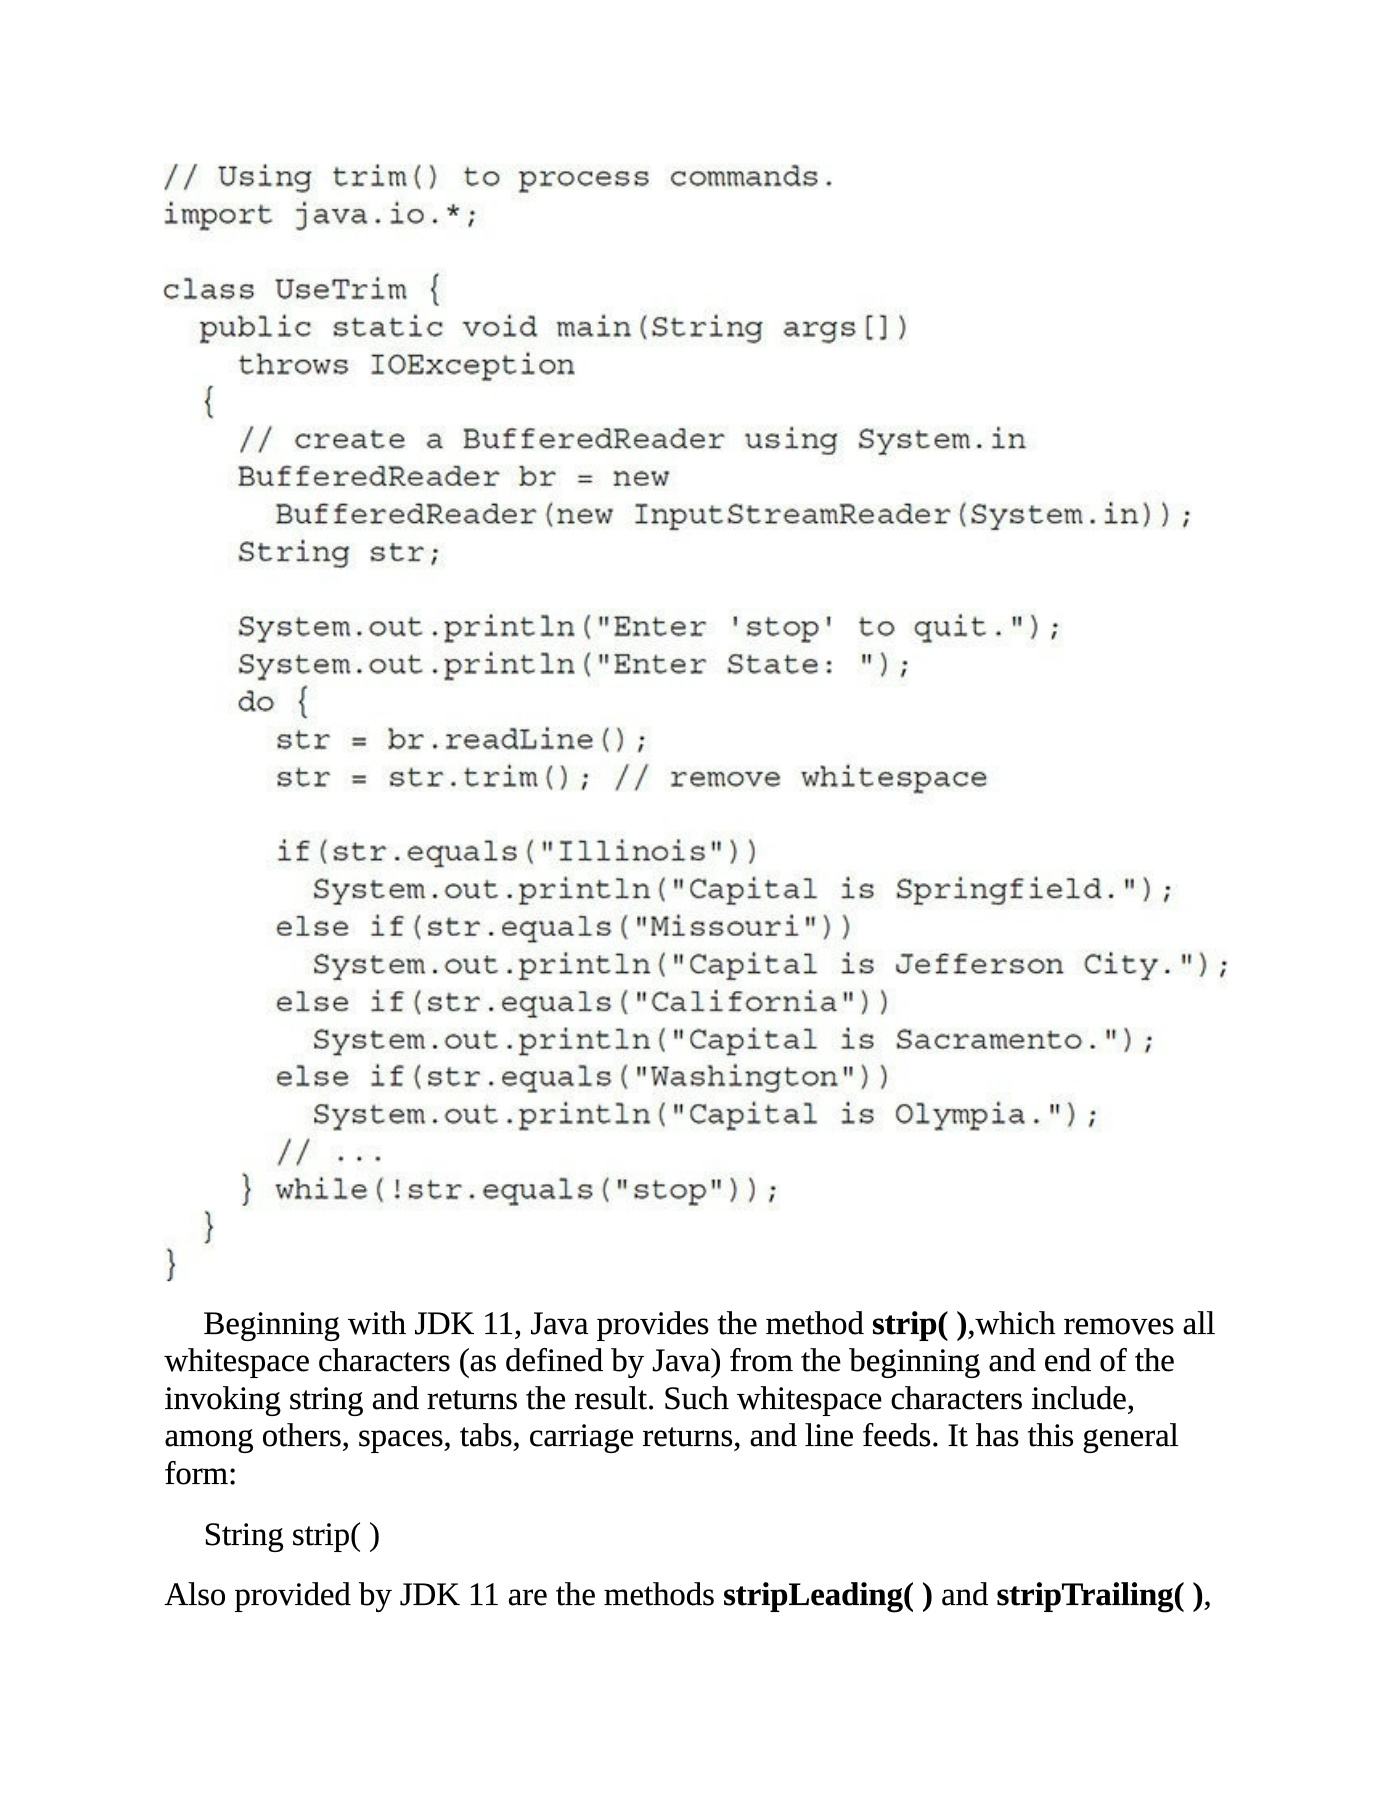 // Using trim() to process commands.
import java.io.*;

class UseTrim {
  public static void main(String args[])
    throws IOException
  {
    // create a BufferedReader using System.in
    BufferedReader br = new
      BufferedReader(new InputStreamReader(System.in));
    String str;

    System.out.println("Enter 'stop' to quit.");
    System.out.println("Enter State: ");
    do {
      str = br.readLine();
      str = str.trim(); // remove whitespace

      if(str.equals("Illinois"))
        System.out.println("Capital is Springfield.");
      else if(str.equals("Missouri"))
        System.out.println("Capital is Jefferson City.");
      else if(str.equals("California"))
        System.out.println("Capital is Sacramento.");
      else if(str.equals("Washington"))
        System.out.println("Capital is Olympia.");
      // ...
    } while(!str.equals("stop"));
  }
}
Beginning with JDK 11, Java provides the method strip( ),which removes all
whitespace characters (as defined by Java) from the beginning and end of the
invoking string and returns the result. Such whitespace characters include,
among others, spaces, tabs, carriage returns, and line feeds. It has this general
form:
String strip( )
Also provided by JDK 11 are the methods stripLeading( ) and stripTrailing( ),